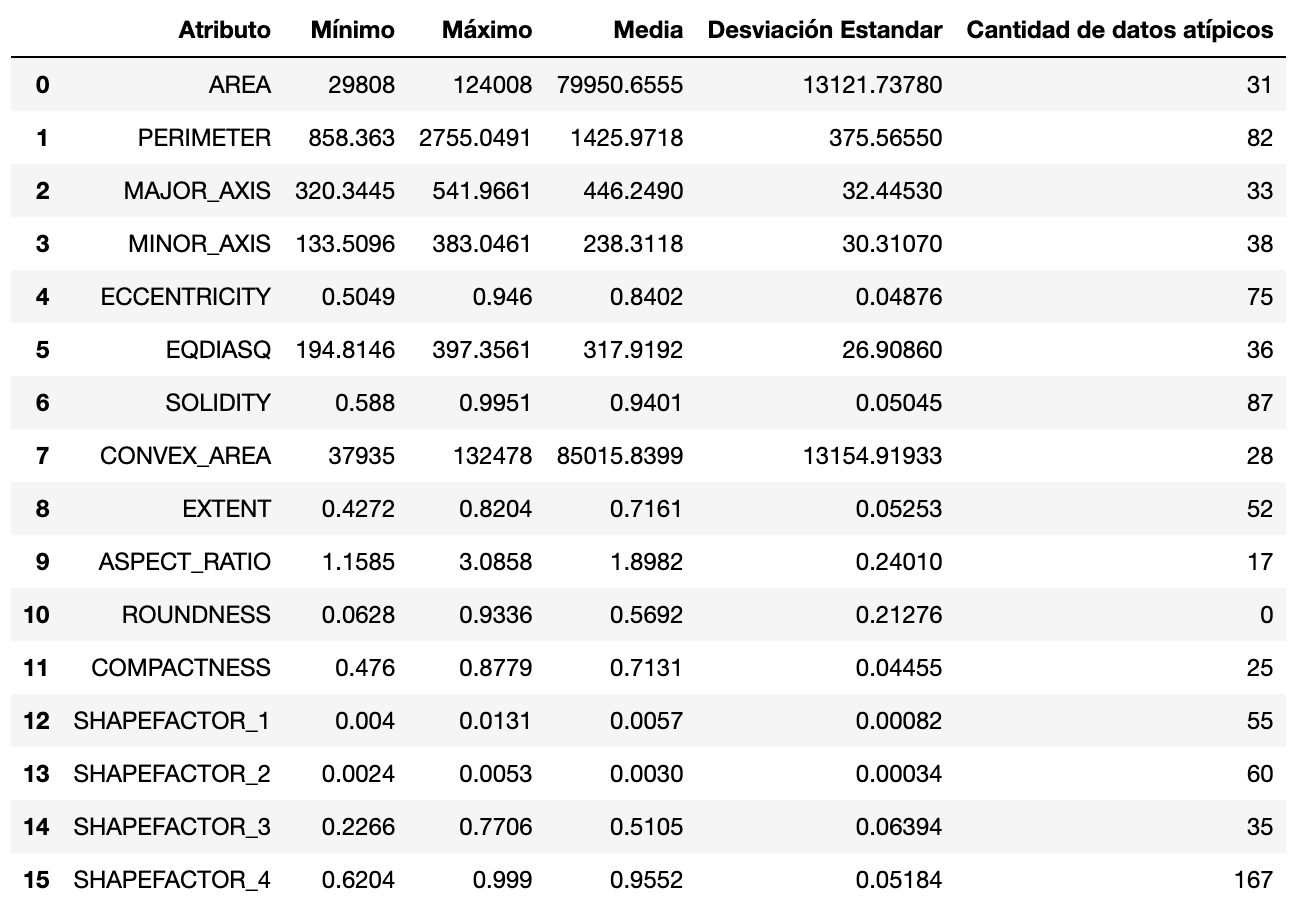 Atributo Mínimo Máximo Media Desviación Estandar Cantidad de datos atípicos
0 AREA 29808 124008 79950.6555 13121.73780 31
1 PERIMETER 858.363 2755.0491 1425.9718 375.56550 82
2 MAJOR_AXIS 320.3445 541.9661 446.2490 32.44530 33
3 MINOR_AXIS 133.5096 383.0461 238.3118 30.31070 38
4 ECCENTRICITY 0.5049 0.946 0.8402 0.04876 75
5 EQDIASQ 194.8146 397.3561 317.9192 26.90860 36
6 SOLIDITY 0.588 0.9951 0.9401 0.05045 87
7 CONVEX_AREA 37935 132478 85015.8399 13154.91933 28
8 EXTENT 0.4272 0.8204 0.7161 0.05253 52
9 ASPECT_RATIO 1.1585 3.0858 1.8982 0.24010 17
10 ROUNDNESS 0.0628 0.9336 0.5692 0.21276 0
11 COMPACTNESS 0.476 0.8779 0.7131 0.04455 25
12 SHAPEFACTOR_1 0.004 0.0131 0.0057 0.00082 55
13 SHAPEFACTOR_2 0.0024 0.0053 0.0030 0.00034 60
14 SHAPEFACTOR_3 0.2266 0.7706 0.5105 0.06394 35
15 SHAPEFACTOR_4 0.6204 0.999 0.9552 0.05184 167